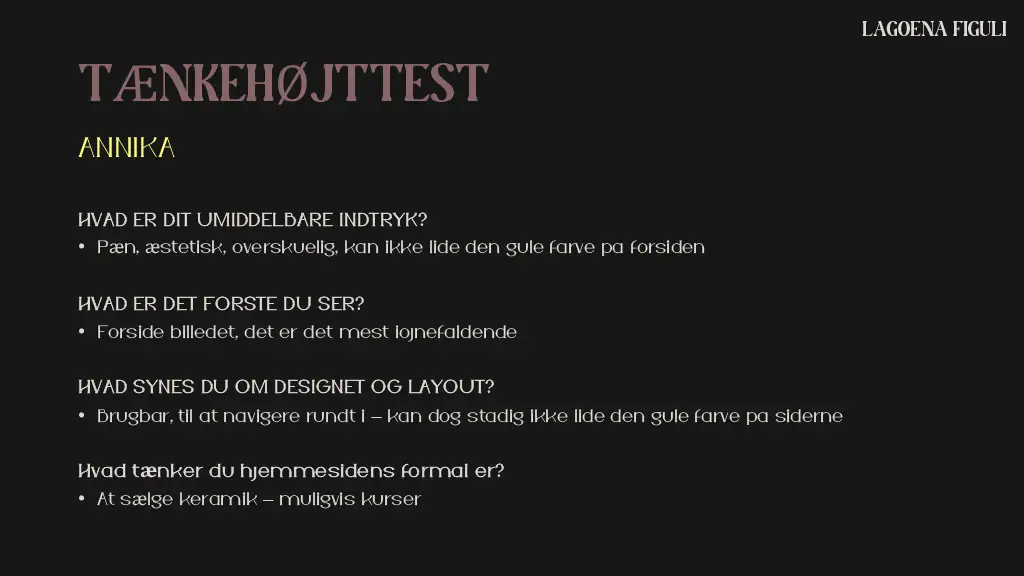 LAGOENA FIGULI
TÆNKEHØJTTEST
ANNIKA
HVAD ER DIT UMIDDELBARE INDTRYK?
• Pæn, æstetisk, overskuelig, kan ikke lide den gule farve pa forsiden
HVAD ER DET FORSTE DU SER?
• Forside billedet, det er det mest iojnefaldende
HVAD SYNES DU OM DESIGNET OG LAYOUT?
• Brugbar, til at navigere rundt i – kan dog stadig ikke lide den gule farve pa siderne
Hvad tænker du hjemmesidens formal er?
• At sælge keramik – muligvis kurser